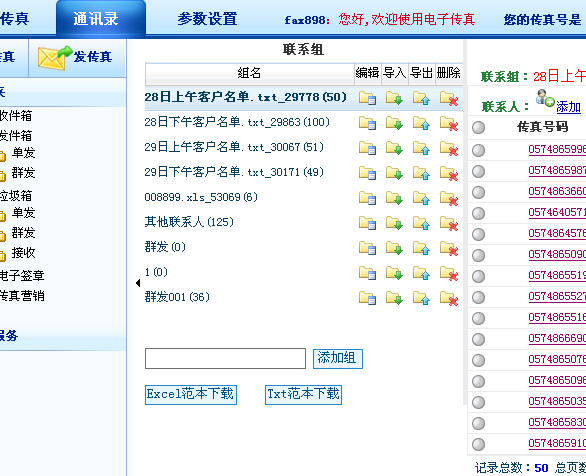 传真 通讯录 参数设置 fax898：您好,欢迎使用电子传真 您的传真号是
真 发传真
收件箱
发件箱
单发
群发
垃圾箱
单发
群发
接收
电子签章
传真营销
服务
联系组
组名 编辑 导入 导出 删除
28日上午客户名单.txt_29778(50)
28日下午客户名单.txt_29863(100)
29日上午客户名单.txt_30067(51)
29日下午客户名单.txt_30171(49)
008899.xls_53069(6)
其他联系人(125)
群发(0)
1(0)
群发001(36)
添加组
Excel范本下载 Txt范本下载
联系组：28日上午
联系人：添加
传真号码
0574865996
0574865987
0574863660
0574640571
0574864576
0574865090
0574865519
0574865527
0574865516
0574866690
0574865076
0574865096
0574865035
0574865830
0574865910
记录总数：50 总页数